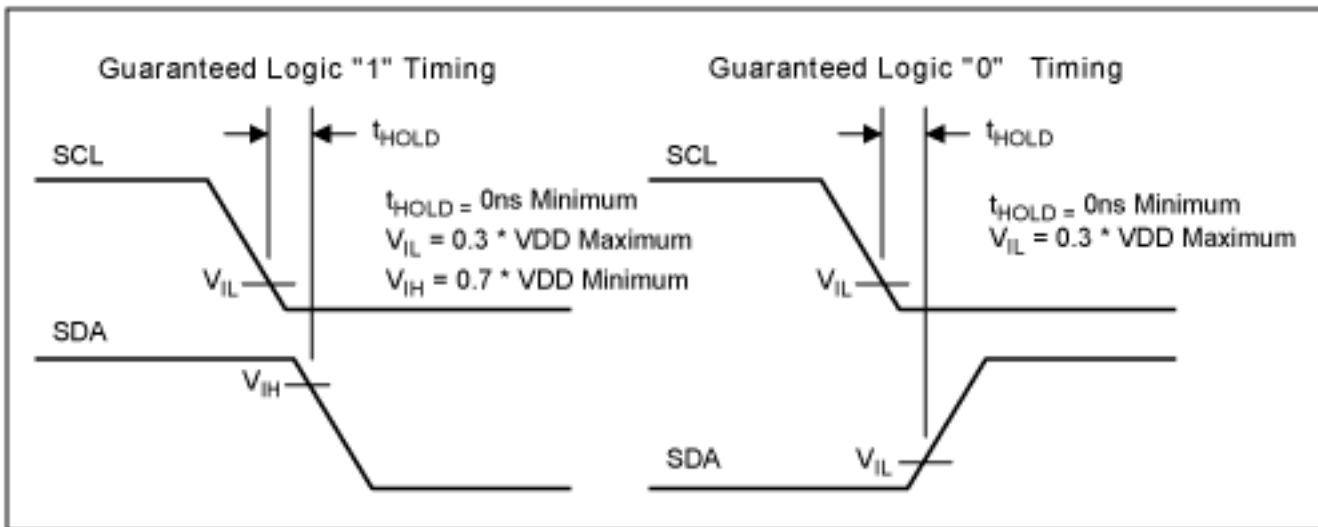 Guaranteed Logic "1" Timing
tHOLD
SCL
tHOLD = 0ns Minimum
VIL = 0.3 * VDD Maximum
VIH = 0.7 * VDD Minimum
VIL
SDA
VIH
Guaranteed Logic "0" Timing
tHOLD
SCL
tHOLD = 0ns Minimum
VIL = 0.3 * VDD Maximum
VIL
SDA
VIL